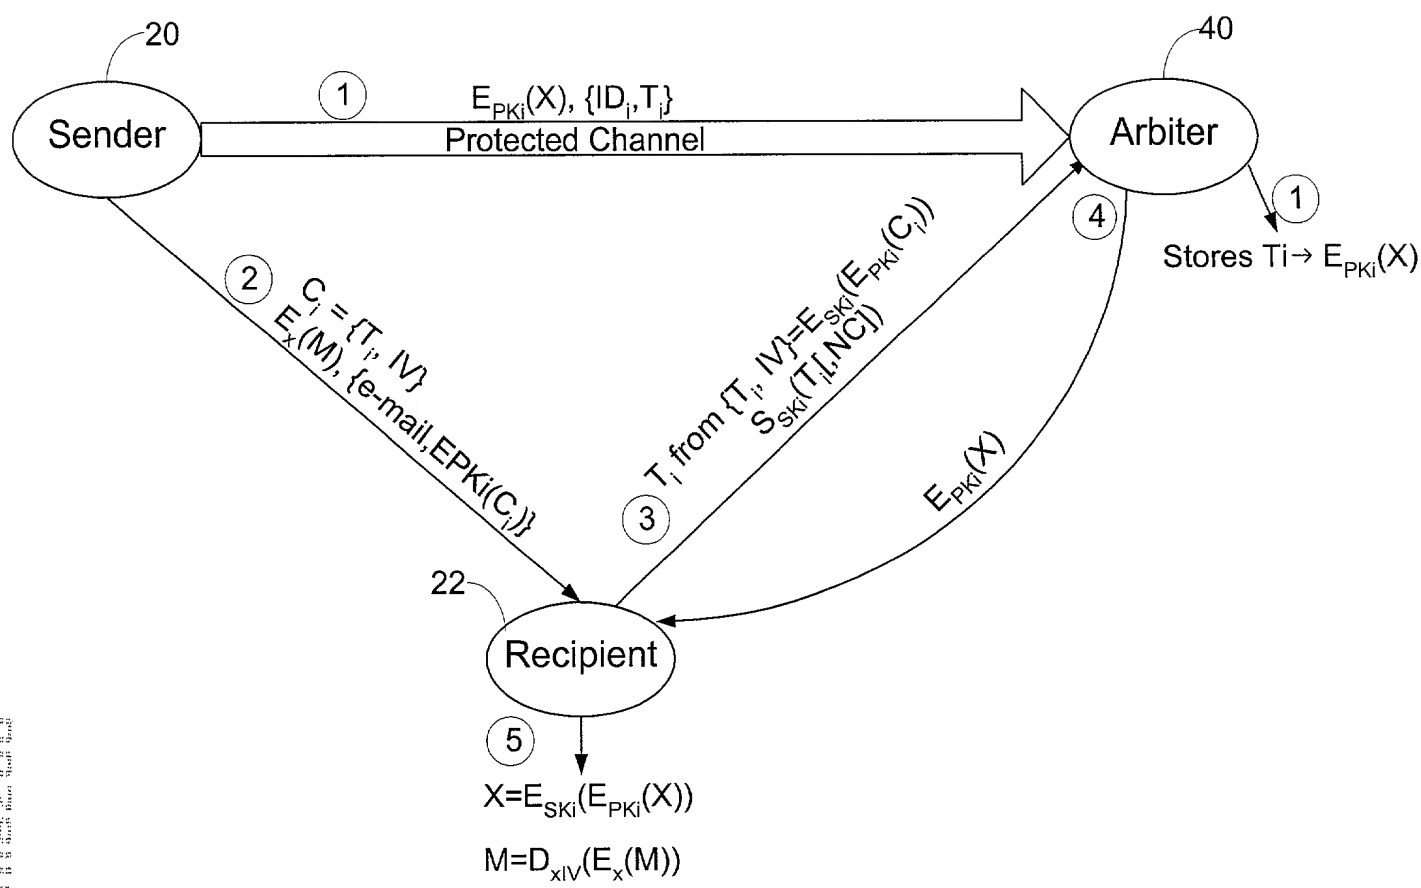 20
40
1
E_PKi(X), {ID_i,T_i}
Protected Channel
Sender
Arbiter
1
Stores Ti→ E_PKi(X)
4
2
C_i = {T_i, IV}
E_x(M), {e-mail,EPKi(C_i)}
T_i from {T_i, IV}=E_SKi(E_PKi(C_i))
S_SKi(T_i[,NC])
3
E_PKi(X)
22
Recipient
5
X=E_SKi(E_PKi(X))
M=D_xIV(E_x(M))